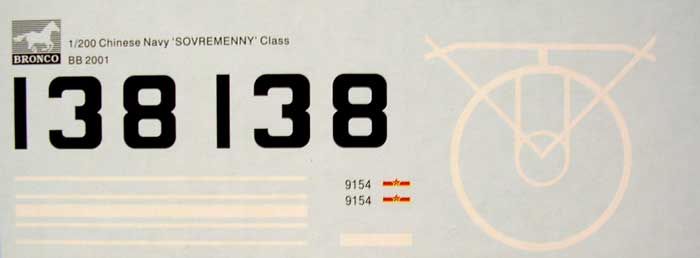 1/200 Chinese Navy 'SOVREMENNY' Class
BRONCO BB 2001
138 138
9154
9154